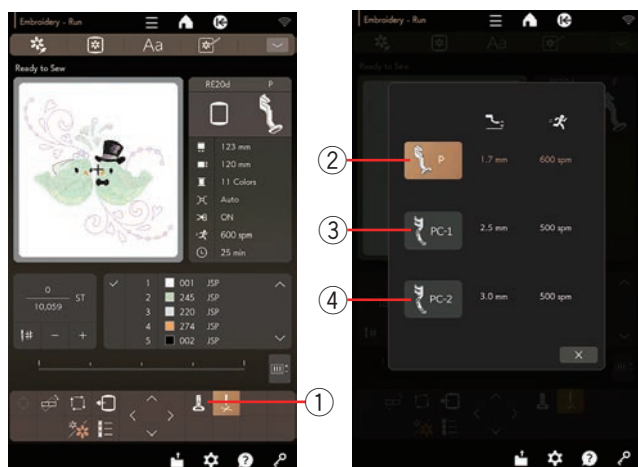 Embroidery - Run
Aa
Ready to Sew
RE20d P
123 mm
120 mm
11 Colors
Auto
ON
600 spm
25 min
0
10,059
ST
1 001 JSP
2 245 JSP
3 220 JSP
4 274 JSP
5 002 JSP
#
- +
①
Embroidery - Run
Aa
Ready to Sew
② P 1.7 mm 600 spm
③ PC-1 2.5 mm 500 spm
④ PC-2 3.0 mm 500 spm
X